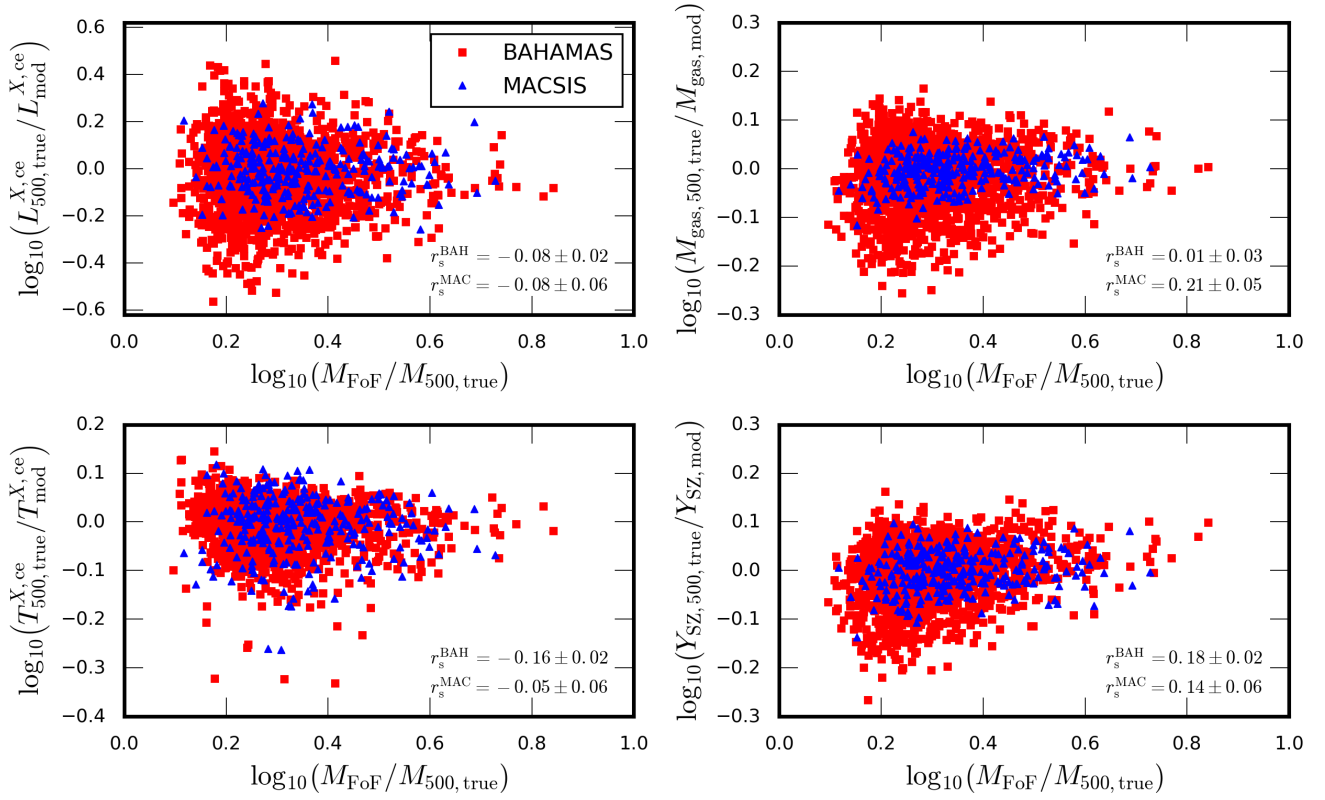 0.6
0.4
0.2
0.0
−0.2
−0.4
−0.6
log₁₀(L^{X,ce}_{500,true}/L^{X,ce}_{mod})
BAHAMAS
MACSIS
r_s^{BAH} = −0.08 ± 0.02
r_s^{MAC} = −0.08 ± 0.06
0.0 0.2 0.4 0.6 0.8 1.0
log₁₀(M_{FoF}/M_{500,true})
0.3
0.2
0.1
0.0
−0.1
−0.2
−0.3
log₁₀(M_{gas,500,true}/M_{gas,mod})
r_s^{BAH} = 0.01 ± 0.03
r_s^{MAC} = 0.21 ± 0.05
0.0 0.2 0.4 0.6 0.8 1.0
log₁₀(M_{FoF}/M_{500,true})
0.2
0.1
0.0
−0.1
−0.2
−0.3
−0.4
log₁₀(T^{X,ce}_{500,true}/T^{X,ce}_{mod})
r_s^{BAH} = −0.16 ± 0.02
r_s^{MAC} = −0.05 ± 0.06
0.0 0.2 0.4 0.6 0.8 1.0
log₁₀(M_{FoF}/M_{500,true})
0.3
0.2
0.1
0.0
−0.1
−0.2
−0.3
log₁₀(Y_{SZ,500,true}/Y_{SZ,mod})
r_s^{BAH} = 0.18 ± 0.02
r_s^{MAC} = 0.14 ± 0.06
0.0 0.2 0.4 0.6 0.8 1.0
log₁₀(M_{FoF}/M_{500,true})